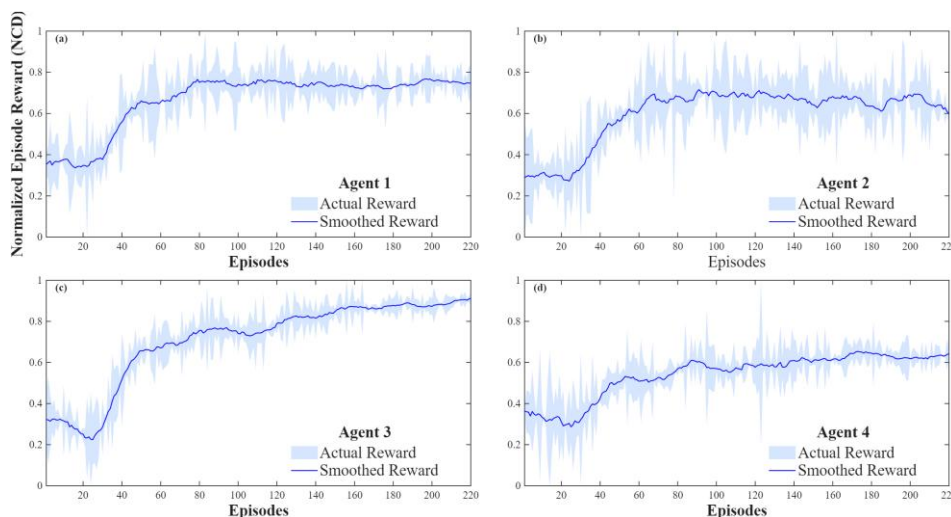 Normalized Episode Reward (NCD)
(a)
1
0.8
0.6
0.4
0.2
0
Agent 1
Actual Reward
Smoothed Reward
20 40 60 80 100 120 140 160 180 200 220
Episodes
(b)
1
0.8
0.6
0.4
0.2
0
Agent 2
Actual Reward
Smoothed Reward
20 40 60 80 100 120 140 160 180 200 220
Episodes
(c)
1
0.8
0.6
0.4
0.2
0
Agent 3
Actual Reward
Smoothed Reward
20 40 60 80 100 120 140 160 180 200 220
Episodes
(d)
1
0.8
0.6
0.4
0.2
0
Agent 4
Actual Reward
Smoothed Reward
20 40 60 80 100 120 140 160 180 200 220
Episodes